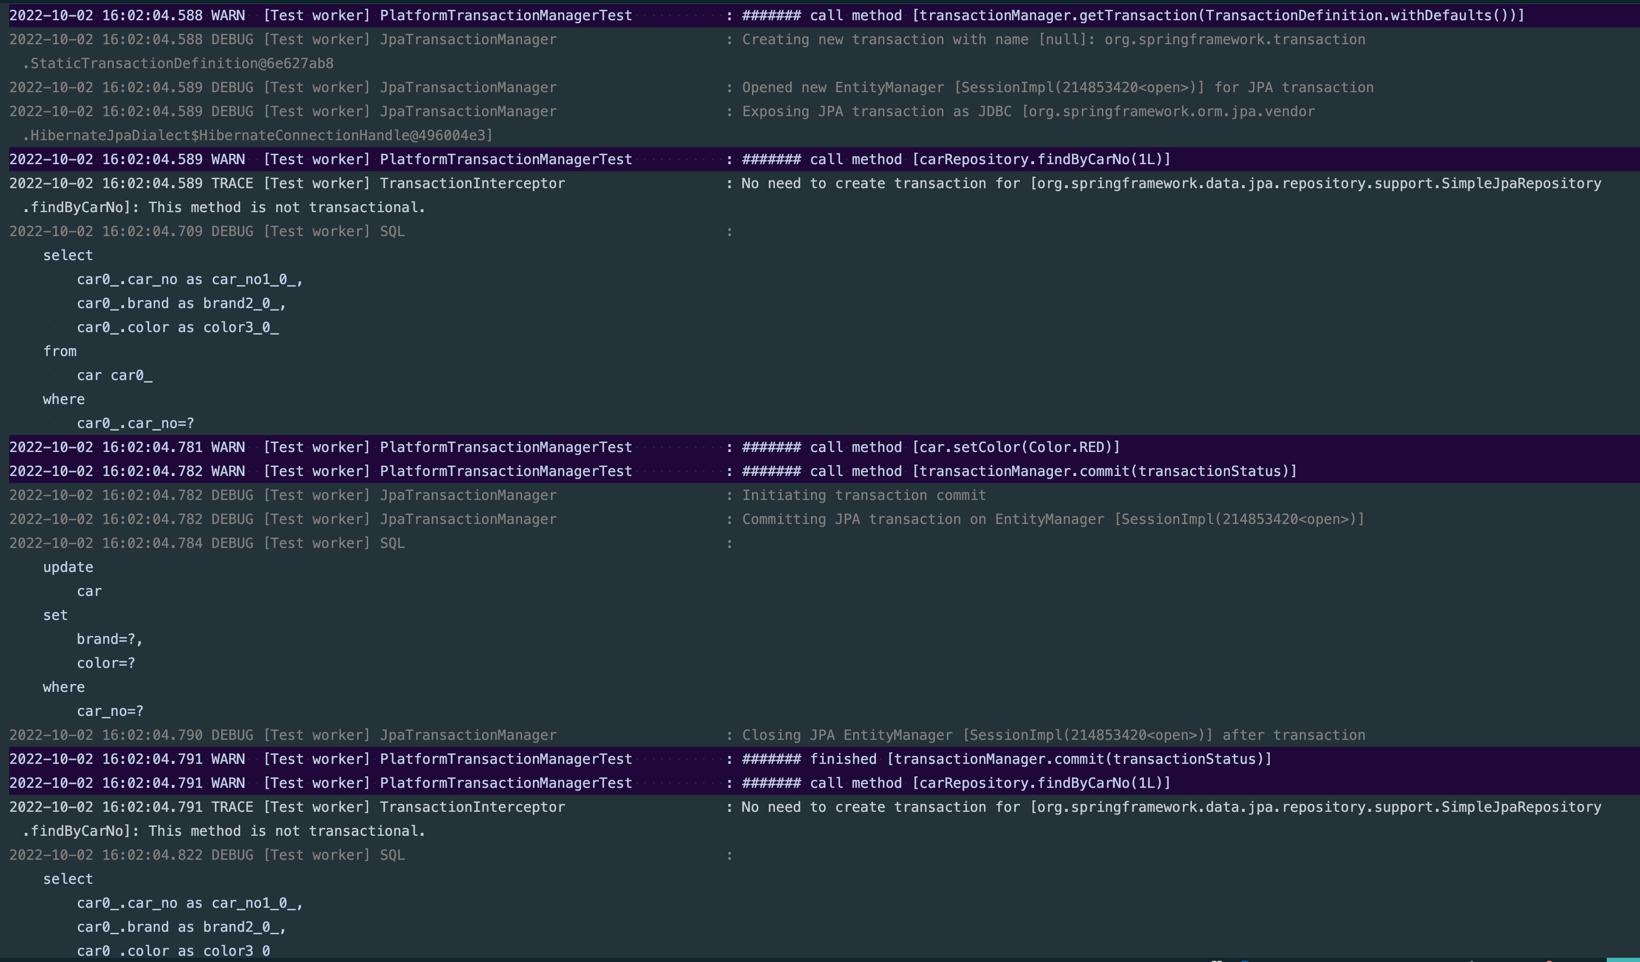 2022-10-02 16:02:04.588 WARN [Test worker] PlatformTransactionManagerTest : ####### call method [transactionManager.getTransaction(TransactionDefinition.withDefaults())]
2022-10-02 16:02:04.588 DEBUG [Test worker] JpaTransactionManager : Creating new transaction with name [null]: org.springframework.transaction
.StaticTransactionDefinition@6e627ab8
2022-10-02 16:02:04.589 DEBUG [Test worker] JpaTransactionManager : Opened new EntityManager [SessionImpl(214853420<open>)] for JPA transaction
2022-10-02 16:02:04.589 DEBUG [Test worker] JpaTransactionManager : Exposing JPA transaction as JDBC [org.springframework.orm.jpa.vendor
.HibernateJpaDialect$HibernateConnectionHandle@496004e3]
2022-10-02 16:02:04.589 WARN [Test worker] PlatformTransactionManagerTest : ####### call method [carRepository.findByCarNo(1L)]
2022-10-02 16:02:04.589 TRACE [Test worker] TransactionInterceptor : No need to create transaction for [org.springframework.data.jpa.repository.support.SimpleJpaRepository
.findByCarNo]: This method is not transactional.
2022-10-02 16:02:04.709 DEBUG [Test worker] SQL :
select
car0_.car_no as car_no1_0_,
car0_.brand as brand2_0_,
car0_.color as color3_0_
from
car car0_
where
car0_.car_no=?
2022-10-02 16:02:04.781 WARN [Test worker] PlatformTransactionManagerTest : ####### call method [car.setColor(Color.RED)]
2022-10-02 16:02:04.782 WARN [Test worker] PlatformTransactionManagerTest : ####### call method [transactionManager.commit(transactionStatus)]
2022-10-02 16:02:04.782 DEBUG [Test worker] JpaTransactionManager : Initiating transaction commit
2022-10-02 16:02:04.782 DEBUG [Test worker] JpaTransactionManager : Committing JPA transaction on EntityManager [SessionImpl(214853420<open>)]
2022-10-02 16:02:04.784 DEBUG [Test worker] SQL :
update
car
set
brand=?,
color=?
where
car_no=?
2022-10-02 16:02:04.790 DEBUG [Test worker] JpaTransactionManager : Closing JPA EntityManager [SessionImpl(214853420<open>)] after transaction
2022-10-02 16:02:04.791 WARN [Test worker] PlatformTransactionManagerTest : ####### finished [transactionManager.commit(transactionStatus)]
2022-10-02 16:02:04.791 WARN [Test worker] PlatformTransactionManagerTest : ####### call method [carRepository.findByCarNo(1L)]
2022-10-02 16:02:04.791 TRACE [Test worker] TransactionInterceptor : No need to create transaction for [org.springframework.data.jpa.repository.support.SimpleJpaRepository
.findByCarNo]: This method is not transactional.
2022-10-02 16:02:04.822 DEBUG [Test worker] SQL :
select
car0_.car_no as car_no1_0_,
car0_.brand as brand2_0_,
car0_.color as color3_0_